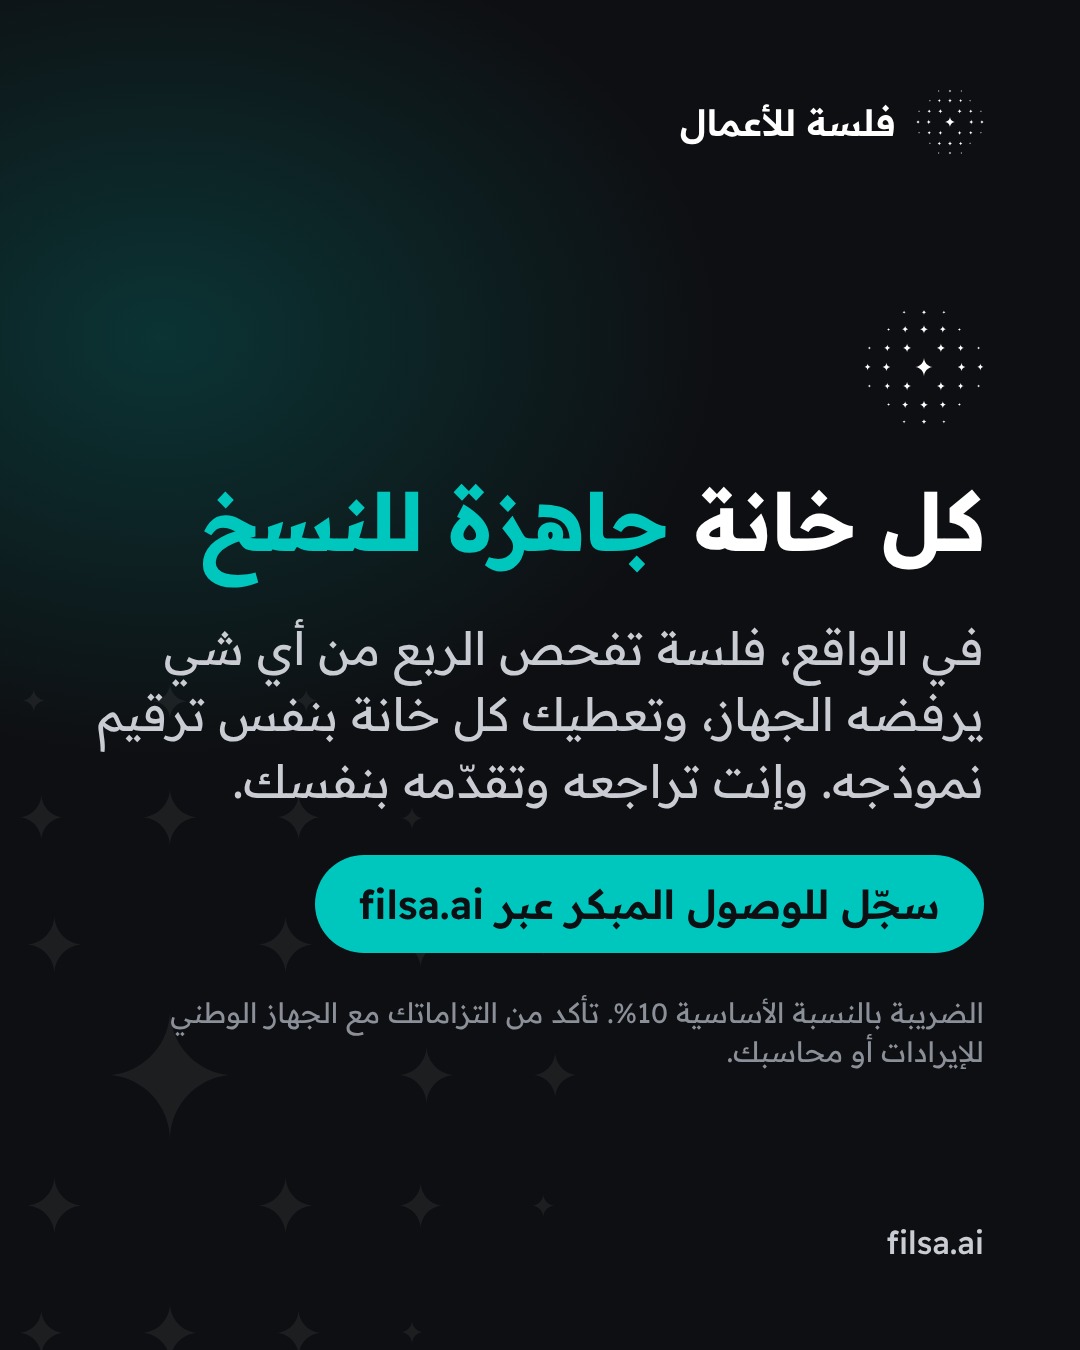 فلسة للأعمال
كل خانة جاهزة للنسخ
في الواقع، فلسة تفحص الربع من أي شي
يرفضه الجهاز، وتعطيك كل خانة بنفس ترقيم
نموذجه. وإنت تراجعه وتقدّمه بنفسك.
سجّل للوصول المبكر عبر filsa.ai
الضريبة بالنسبة الأساسية 10%. تأكد من التزاماتك مع الجهاز الوطني
للإيرادات أو محاسبك.
filsa.ai